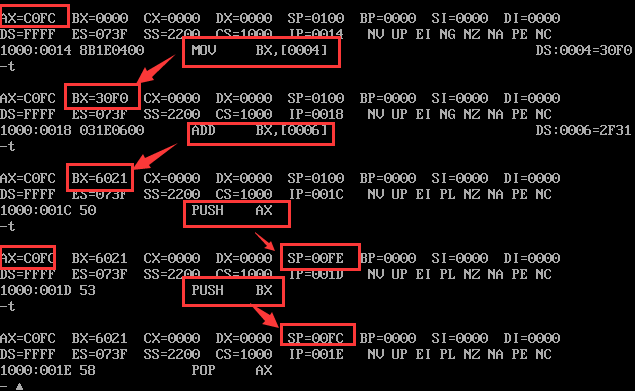 AX=C0FC BX=0000 CX=0000 DX=0000 SP=0100 BP=0000 SI=0000 DI=0000
DS=FFFF ES=073F SS=2200 CS=1000 IP=0014 NV UP EI NG NZ NA PE NC
1000:0014 8B1E0400 MOV BX,[0004] DS:0004=30F0
-t
AX=C0FC BX=30F0 CX=0000 DX=0000 SP=0100 BP=0000 SI=0000 DI=0000
DS=FFFF ES=073F SS=2200 CS=1000 IP=0018 NV UP EI NG NZ NA PE NC
1000:0018 031E0600 ADD BX,[0006] DS:0006=2F31
-t
AX=C0FC BX=6021 CX=0000 DX=0000 SP=0100 BP=0000 SI=0000 DI=0000
DS=FFFF ES=073F SS=2200 CS=1000 IP=001C NV UP EI PL NZ NA PE NC
1000:001C 50 PUSH AX
-t
AX=C0FC BX=6021 CX=0000 DX=0000 SP=00FE BP=0000 SI=0000 DI=0000
DS=FFFF ES=073F SS=2200 CS=1000 IP=001D NV UP EI PL NZ NA PE NC
1000:001D 53 PUSH BX
-t
AX=C0FC BX=6021 CX=0000 DX=0000 SP=00FC BP=0000 SI=0000 DI=0000
DS=FFFF ES=073F SS=2200 CS=1000 IP=001E NV UP EI PL NZ NA PE NC
1000:001E 58 POP AX
-